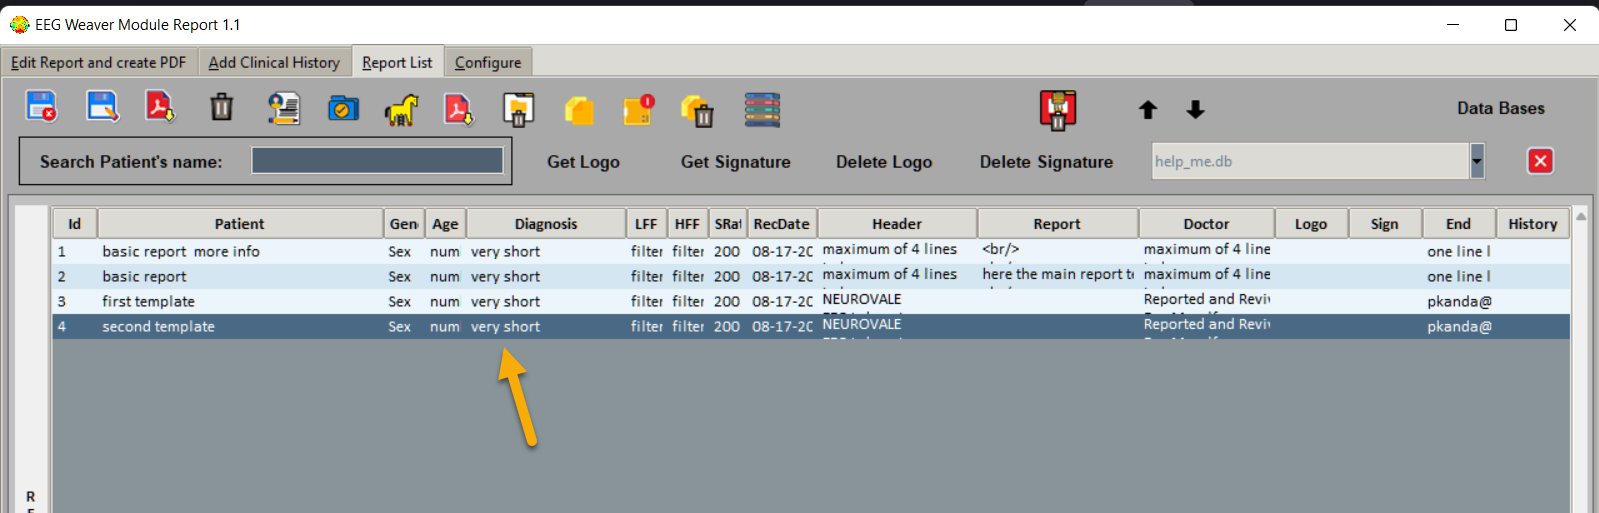 EEG Weaver Module Report 1.1
Edit Report and create PDF Add Clinical History Report List Configure
Data Bases
Search Patient's name: Get Logo Get Signature Delete Logo Delete Signature help_me.db
Id Patient Gen Age Diagnosis LFF HFF SRat RecDate Header Report Doctor Logo Sign End History
1 basic report more info Sex num very short filter filter 200 08-17-20 maximum of 4 lines <br/> maximum of 4 line one line l
2 basic report Sex num very short filter filter 200 08-17-20 maximum of 4 lines here the main report te maximum of 4 line one line l
3 first template Sex num very short filter filter 200 08-17-20 NEUROVALE Reported and Reviv pkanda@
4 second template Sex num very short filter filter 200 08-17-20 NEUROVALE Reported and Reviv pkanda@
R